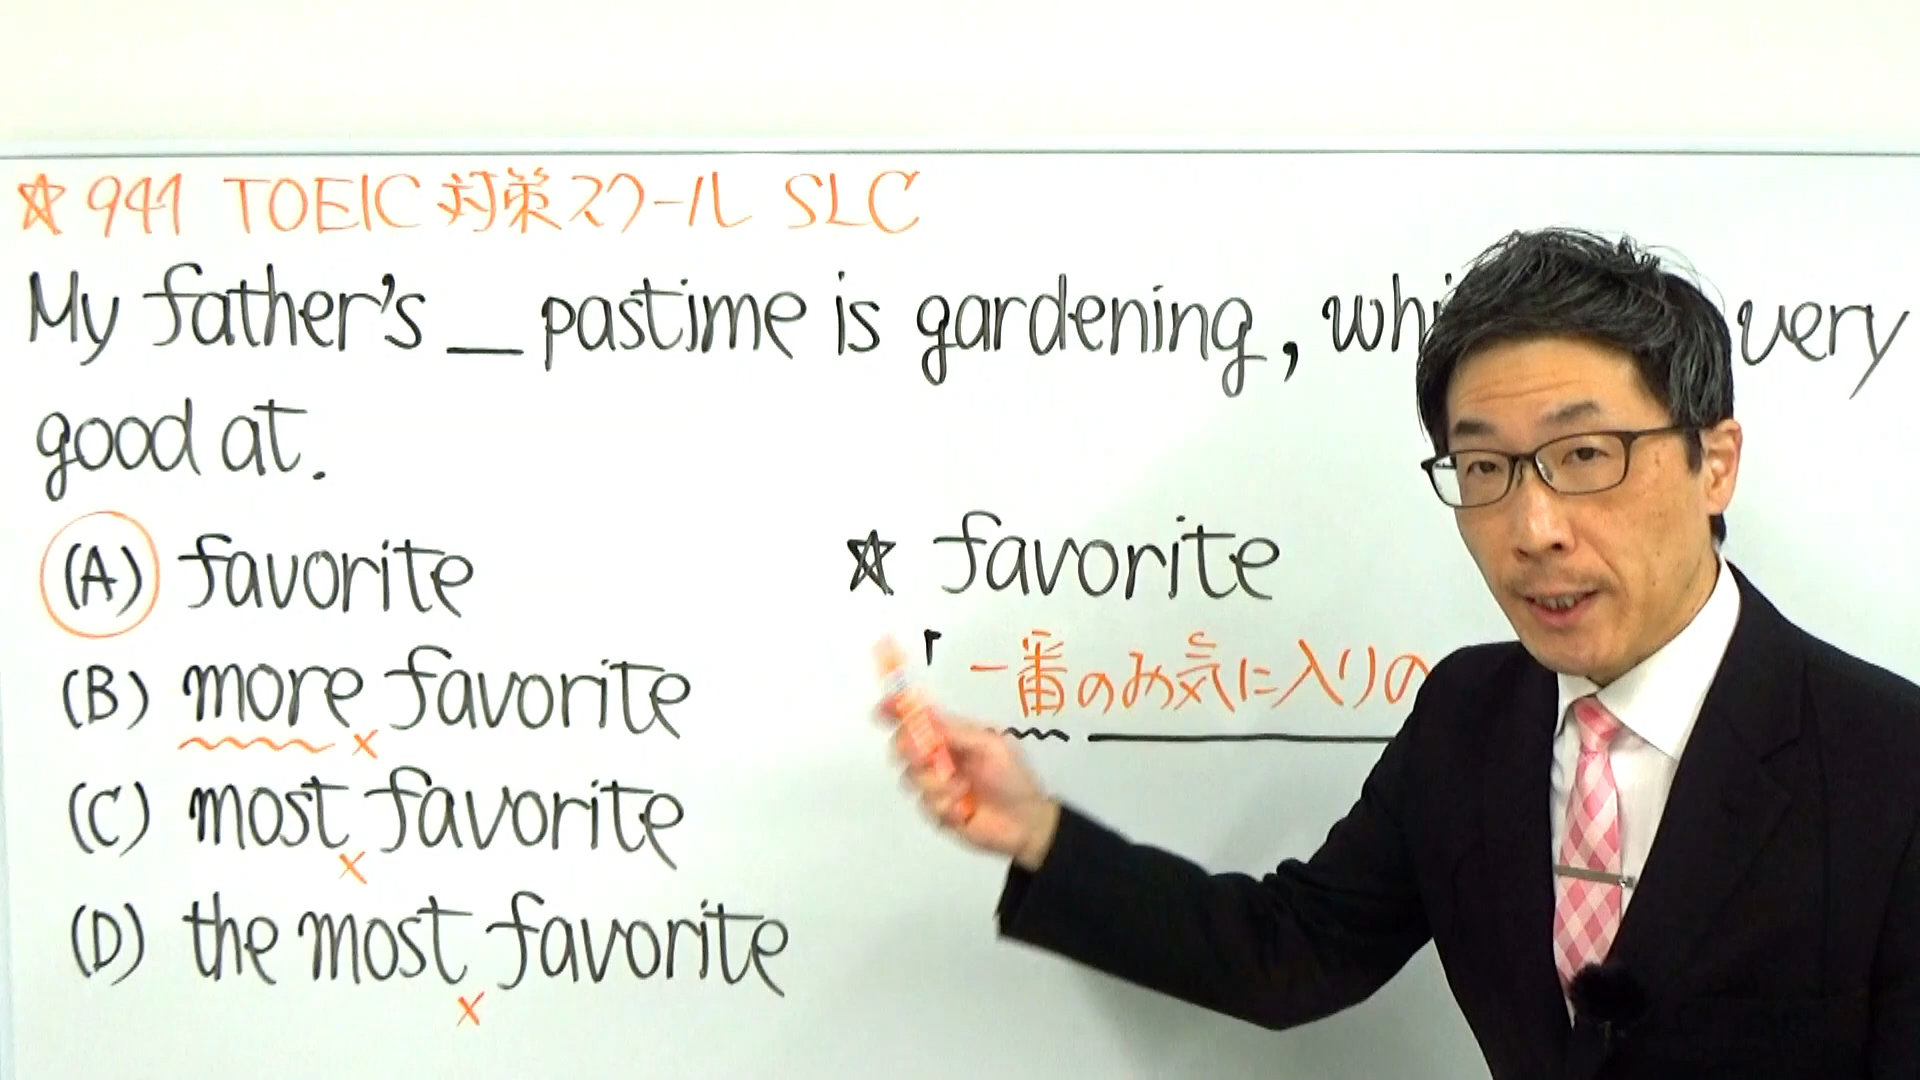 ☆941 TOEIC対策スクール SLC
My father's __ pastime is gardening, whi very
good at.
(A) favorite
☆ favorite
(B) more favorite ×
「一番のお気に入りの
(C) most favorite ×
(D) the most favorite ×